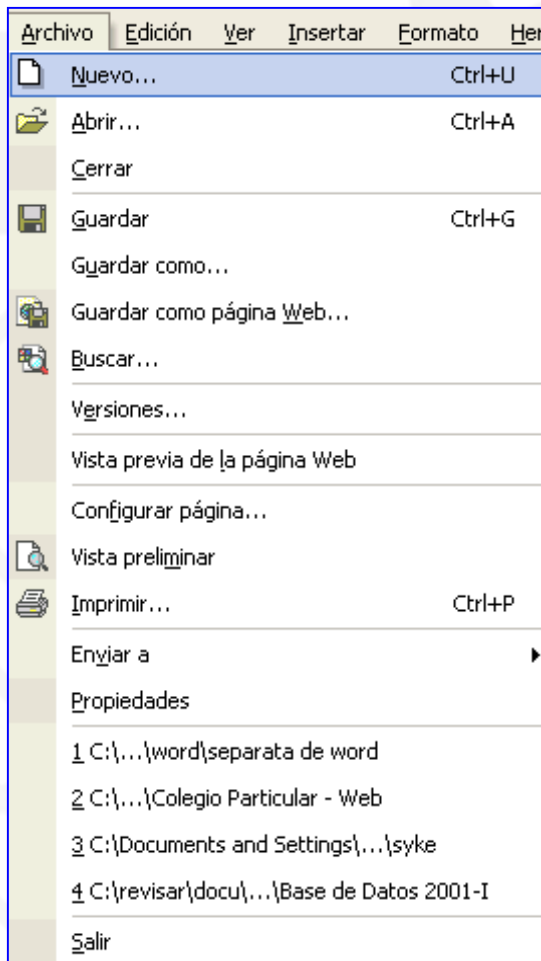 Archivo Edición Ver Insertar Formato Her
Nuevo... Ctrl+U
Abrir... Ctrl+A
Cerrar
Guardar Ctrl+G
Guardar como...
Guardar como página Web...
Buscar...
Versiones...
Vista previa de la página Web
Configurar página...
Vista preliminar
Imprimir... Ctrl+P
Enviar a
Propiedades
1 C:\...\word\separata de word
2 C:\...\Colegio Particular - Web
3 C:\Documents and Settings\...\syke
4 C:\revisar\docu\...\Base de Datos 2001-I
Salir